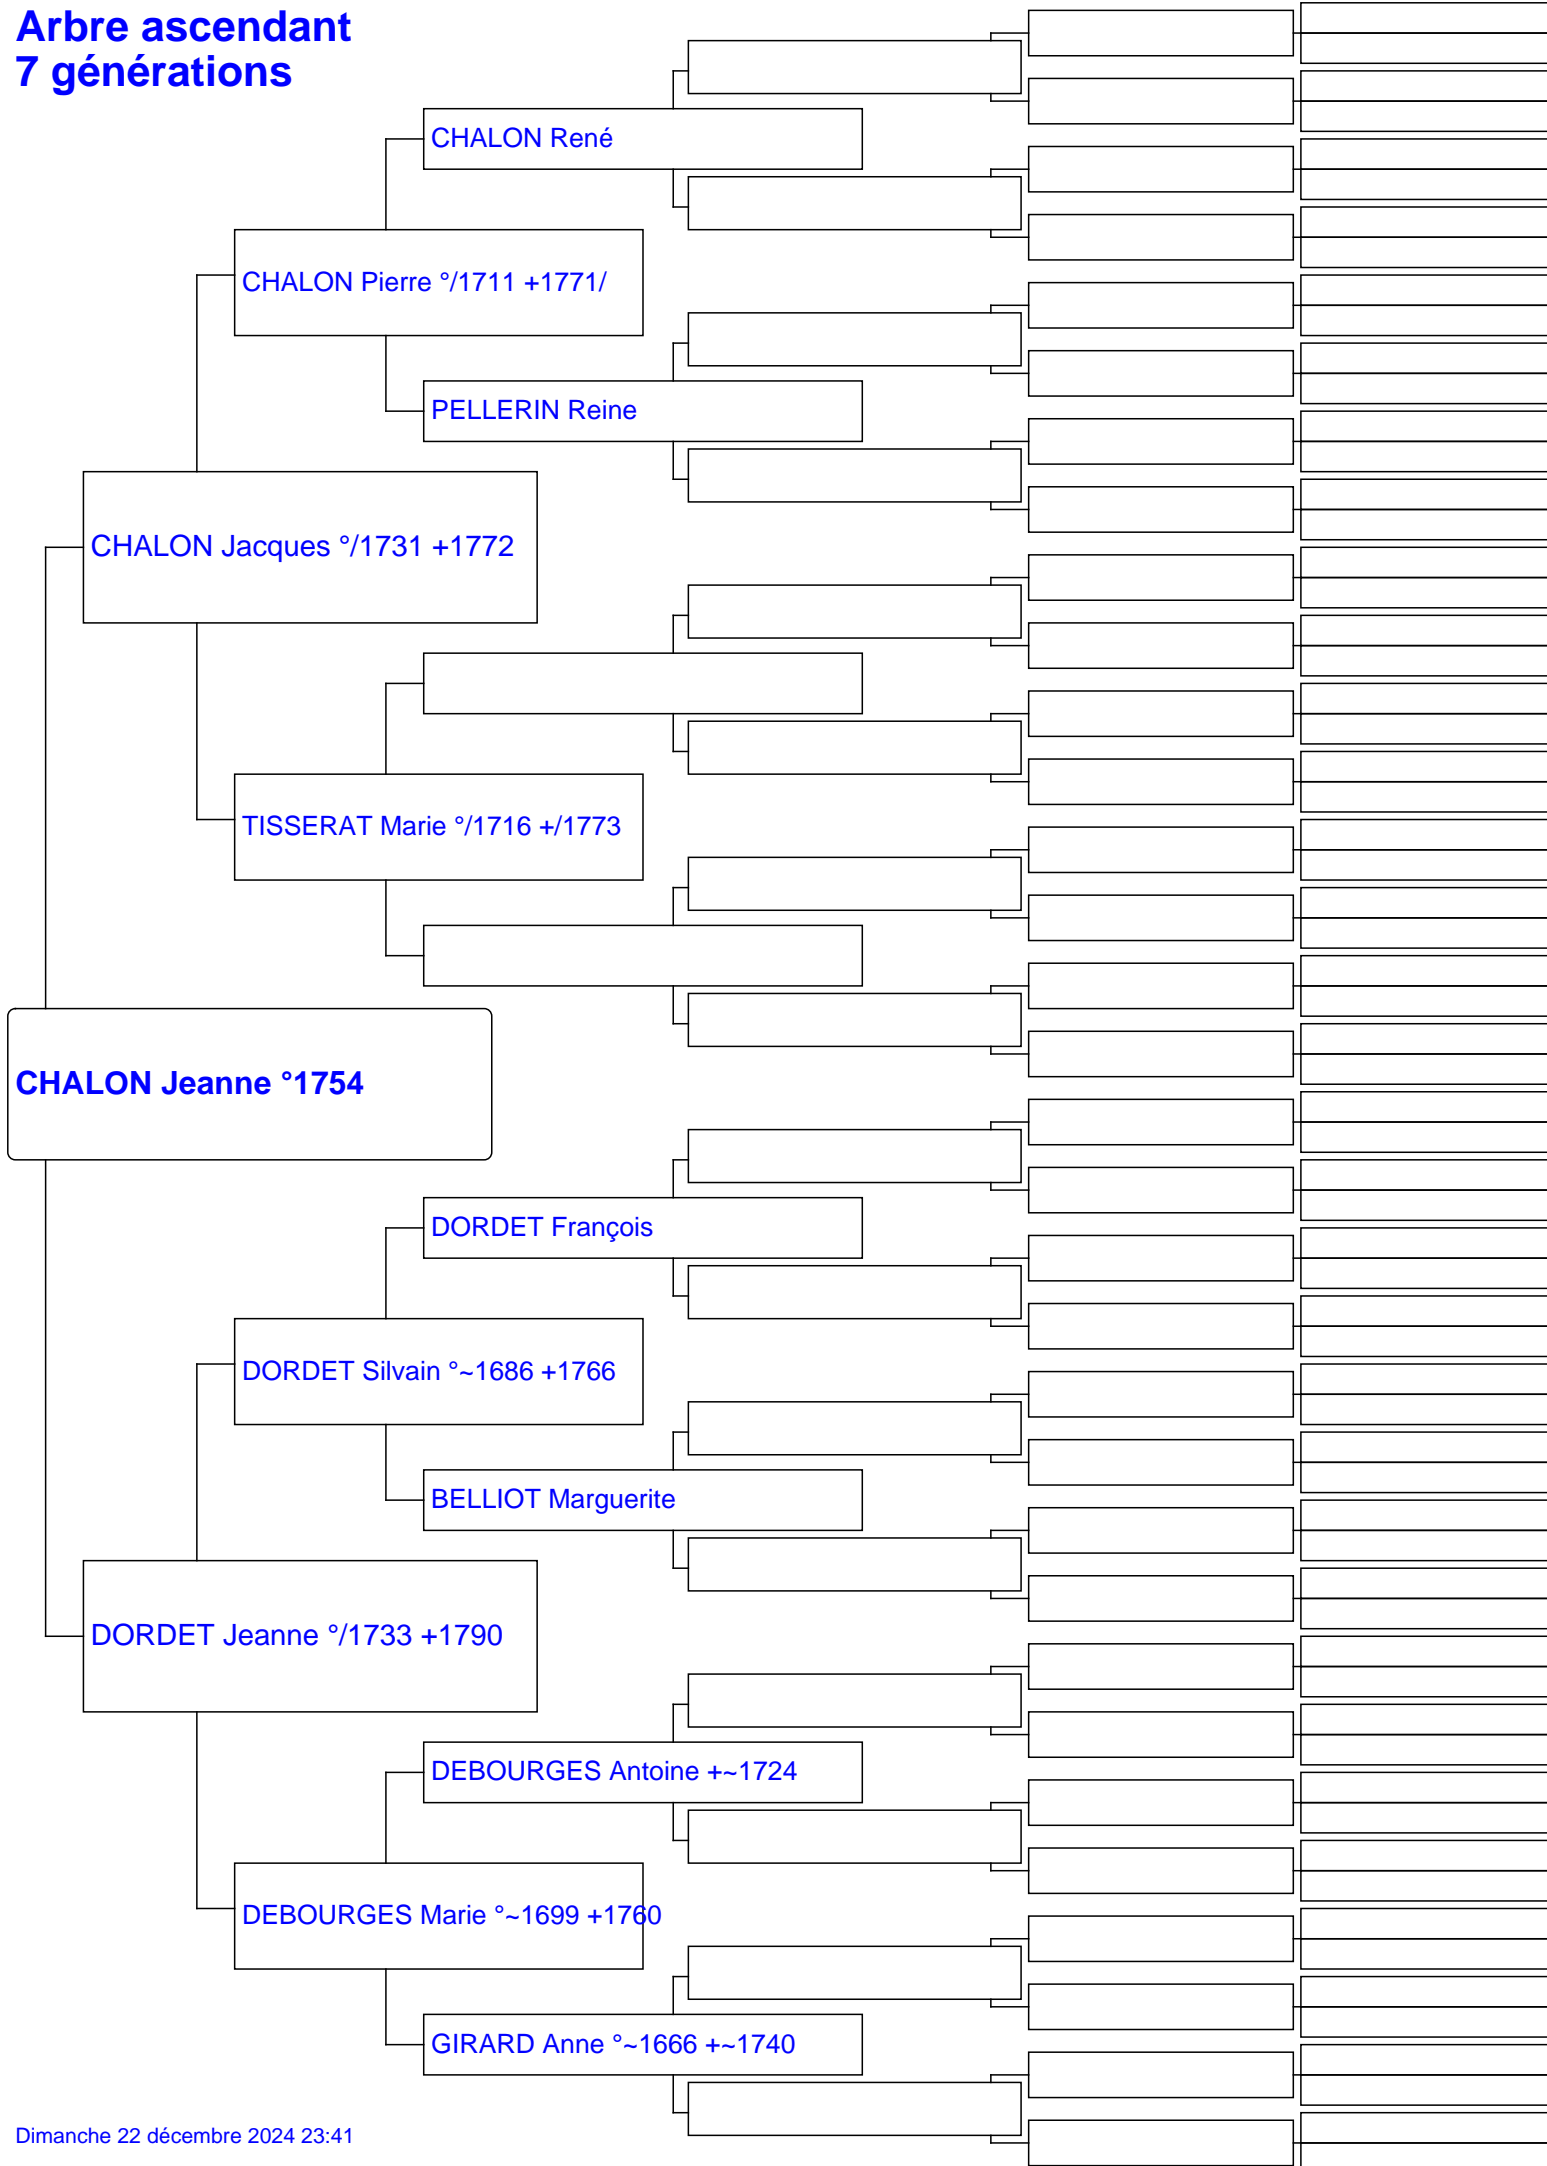 Arbre ascendant
7 générations
CHALON René
CHALON Pierre °/1711 +1771/
PELLERIN Reine
CHALON Jacques °/1731 +1772
TISSERAT Marie °/1716 +/1773
CHALON Jeanne °1754
DORDET François
DORDET Silvain °~1686 +1766
BELLIOT Marguerite
DORDET Jeanne °/1733 +1790
DEBOURGES Antoine +~1724
DEBOURGES Marie °~1699 +1760
GIRARD Anne °~1666 +~1740
Dimanche 22 décembre 2024 23:41